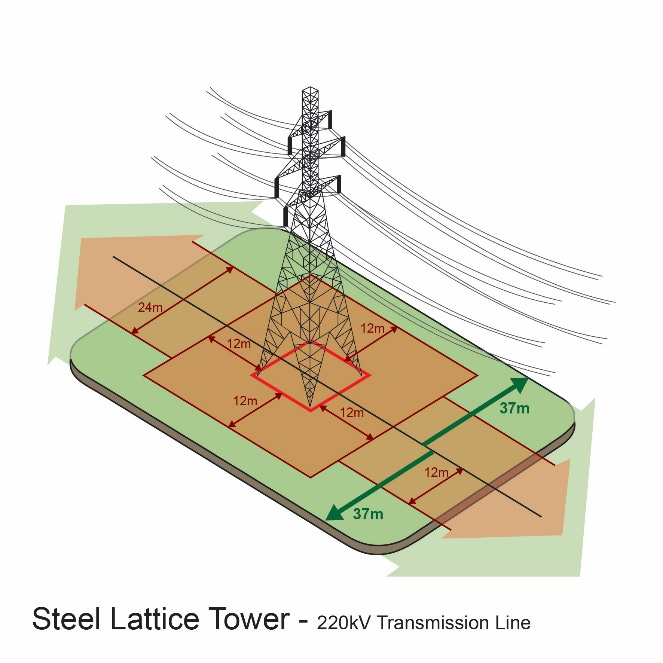 24m
12m
12m
12m
12m
37m
12m
37m
Steel Lattice Tower - 220kV Transmission Line